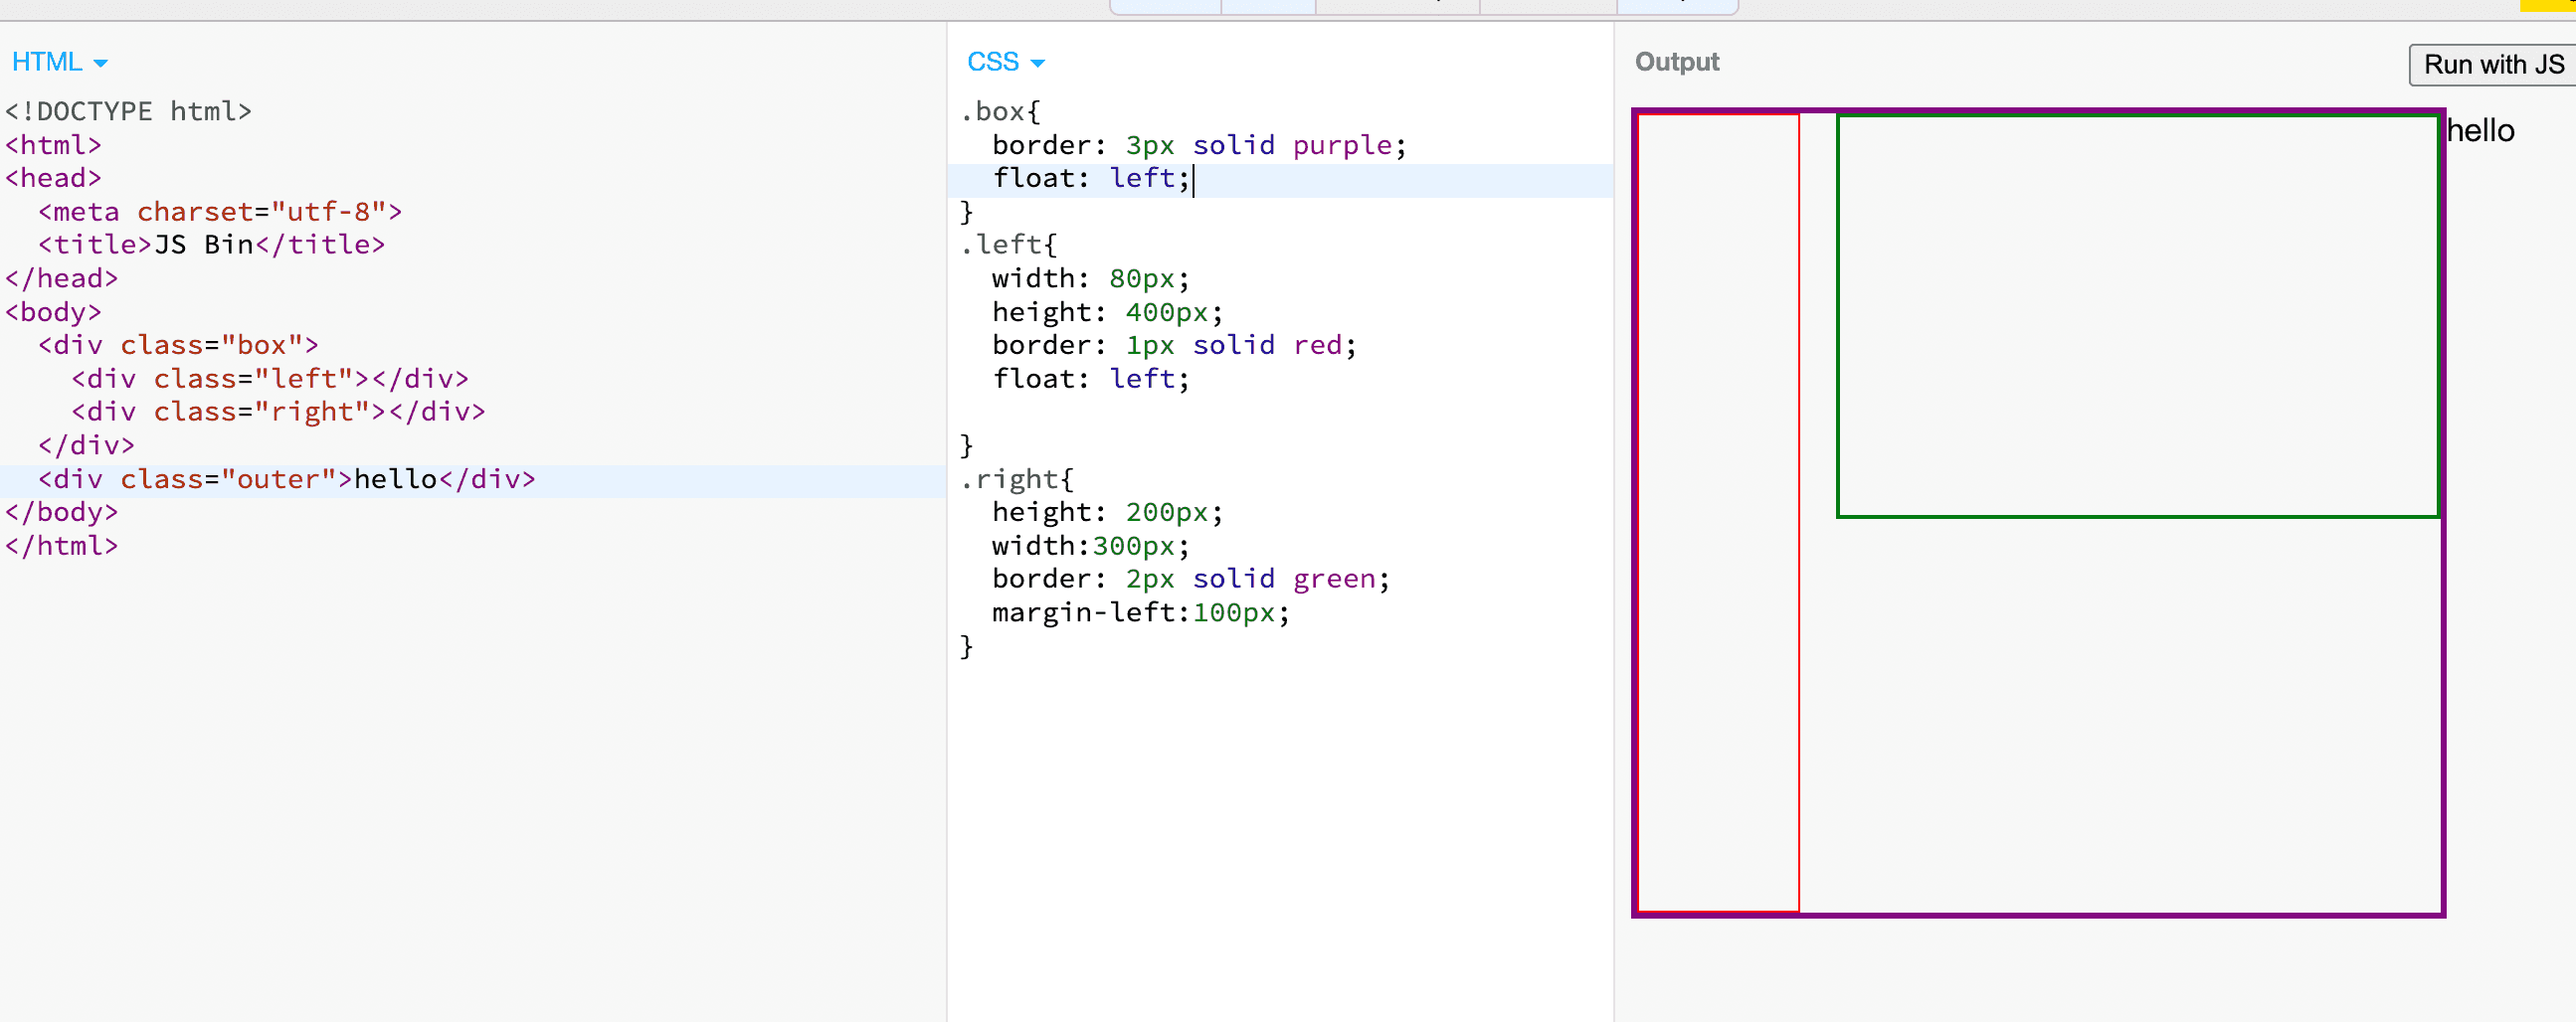 HTML
<!DOCTYPE html>
<html>
<head>
  <meta charset="utf-8">
  <title>JS Bin</title>
</head>
<body>
  <div class="box">
    <div class="left"></div>
    <div class="right"></div>
  </div>
  <div class="outer">hello</div>
</body>
</html>
CSS
.box{
  border: 3px solid purple;
  float: left;
}
.left{
  width: 80px;
  height: 400px;
  border: 1px solid red;
  float: left;

}
.right{
  height: 200px;
  width:300px;
  border: 2px solid green;
  margin-left:100px;
}
Output
Run with JS
hello